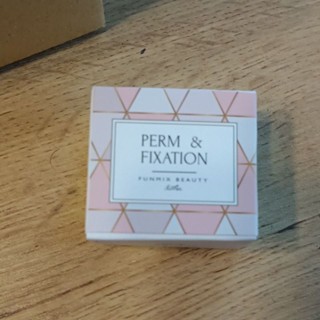 PERM &
FIXATION
FUNMIX BEAUTY